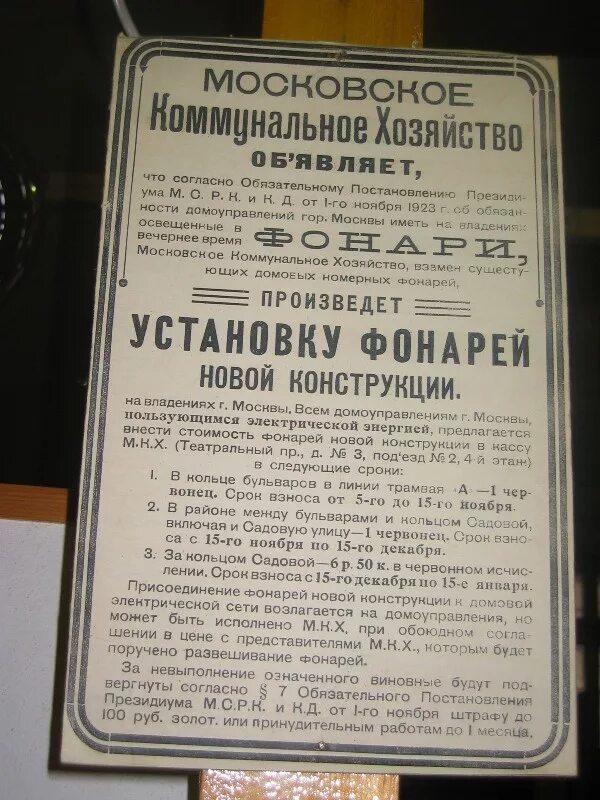 МОСКОВСКОЕ
Коммунальное Хозяйство
ОБ'ЯВЛЯЕТ,
что согласно Обязательному Постановлению Президи-
ума М. С. Р. К. и К. Д. от 1-го ноября 1923 г. об обязан-
ности домоуправлений гор. Москвы иметь на владениях
освещенные в
вечернее время ФОНАРИ,
Московское Коммунальное Хозяйство, взамен существу-
ющих домовых номерных фонарей,
ПРОИЗВЕДЕТ
УСТАНОВКУ ФОНАРЕЙ
НОВОЙ КОНСТРУКЦИИ.
на владениях г. Москвы. Всем домоуправлениям г. Москвы,
пользующимся электрической энергией, предлагается
внести стоимость фонарей новой конструкции в кассу
М.К.Х. (Театральный пр., д. № 3, под'езд № 2, 4-й этаж)
в следующие сроки:
1. В кольце бульваров в линии трамвая „А“—1 чер-
вонец. Срок взноса от 5-го до 15-го ноября.
2. В районе между бульварами и кольцом Садовой,
включая и Садовую улицу—1 червонец. Срок взно-
са с 15-го ноября по 15-го декабря.
3. За кольцом Садовой—6 р. 50 к. в червонном исчис-
лении. Срок взноса с 15-го декабря по 15-е января.
Присоединение фонарей новой конструкции к домовой
электрической сети возлагается на домоуправления, но
может быть исполнено М.К.Х. при обоюдном согла-
шении в цене с представителями М.К.Х., которым будет
поручено развешивание фонарей.
За невыполнение означенного виновные будут под-
вергнуты согласно § 7 Обязательного Постановления
Президиума М.С.Р.К. и К.Д. от 1-го ноября штрафу до
100 руб. золот. или принудительным работам до 1 месяца.